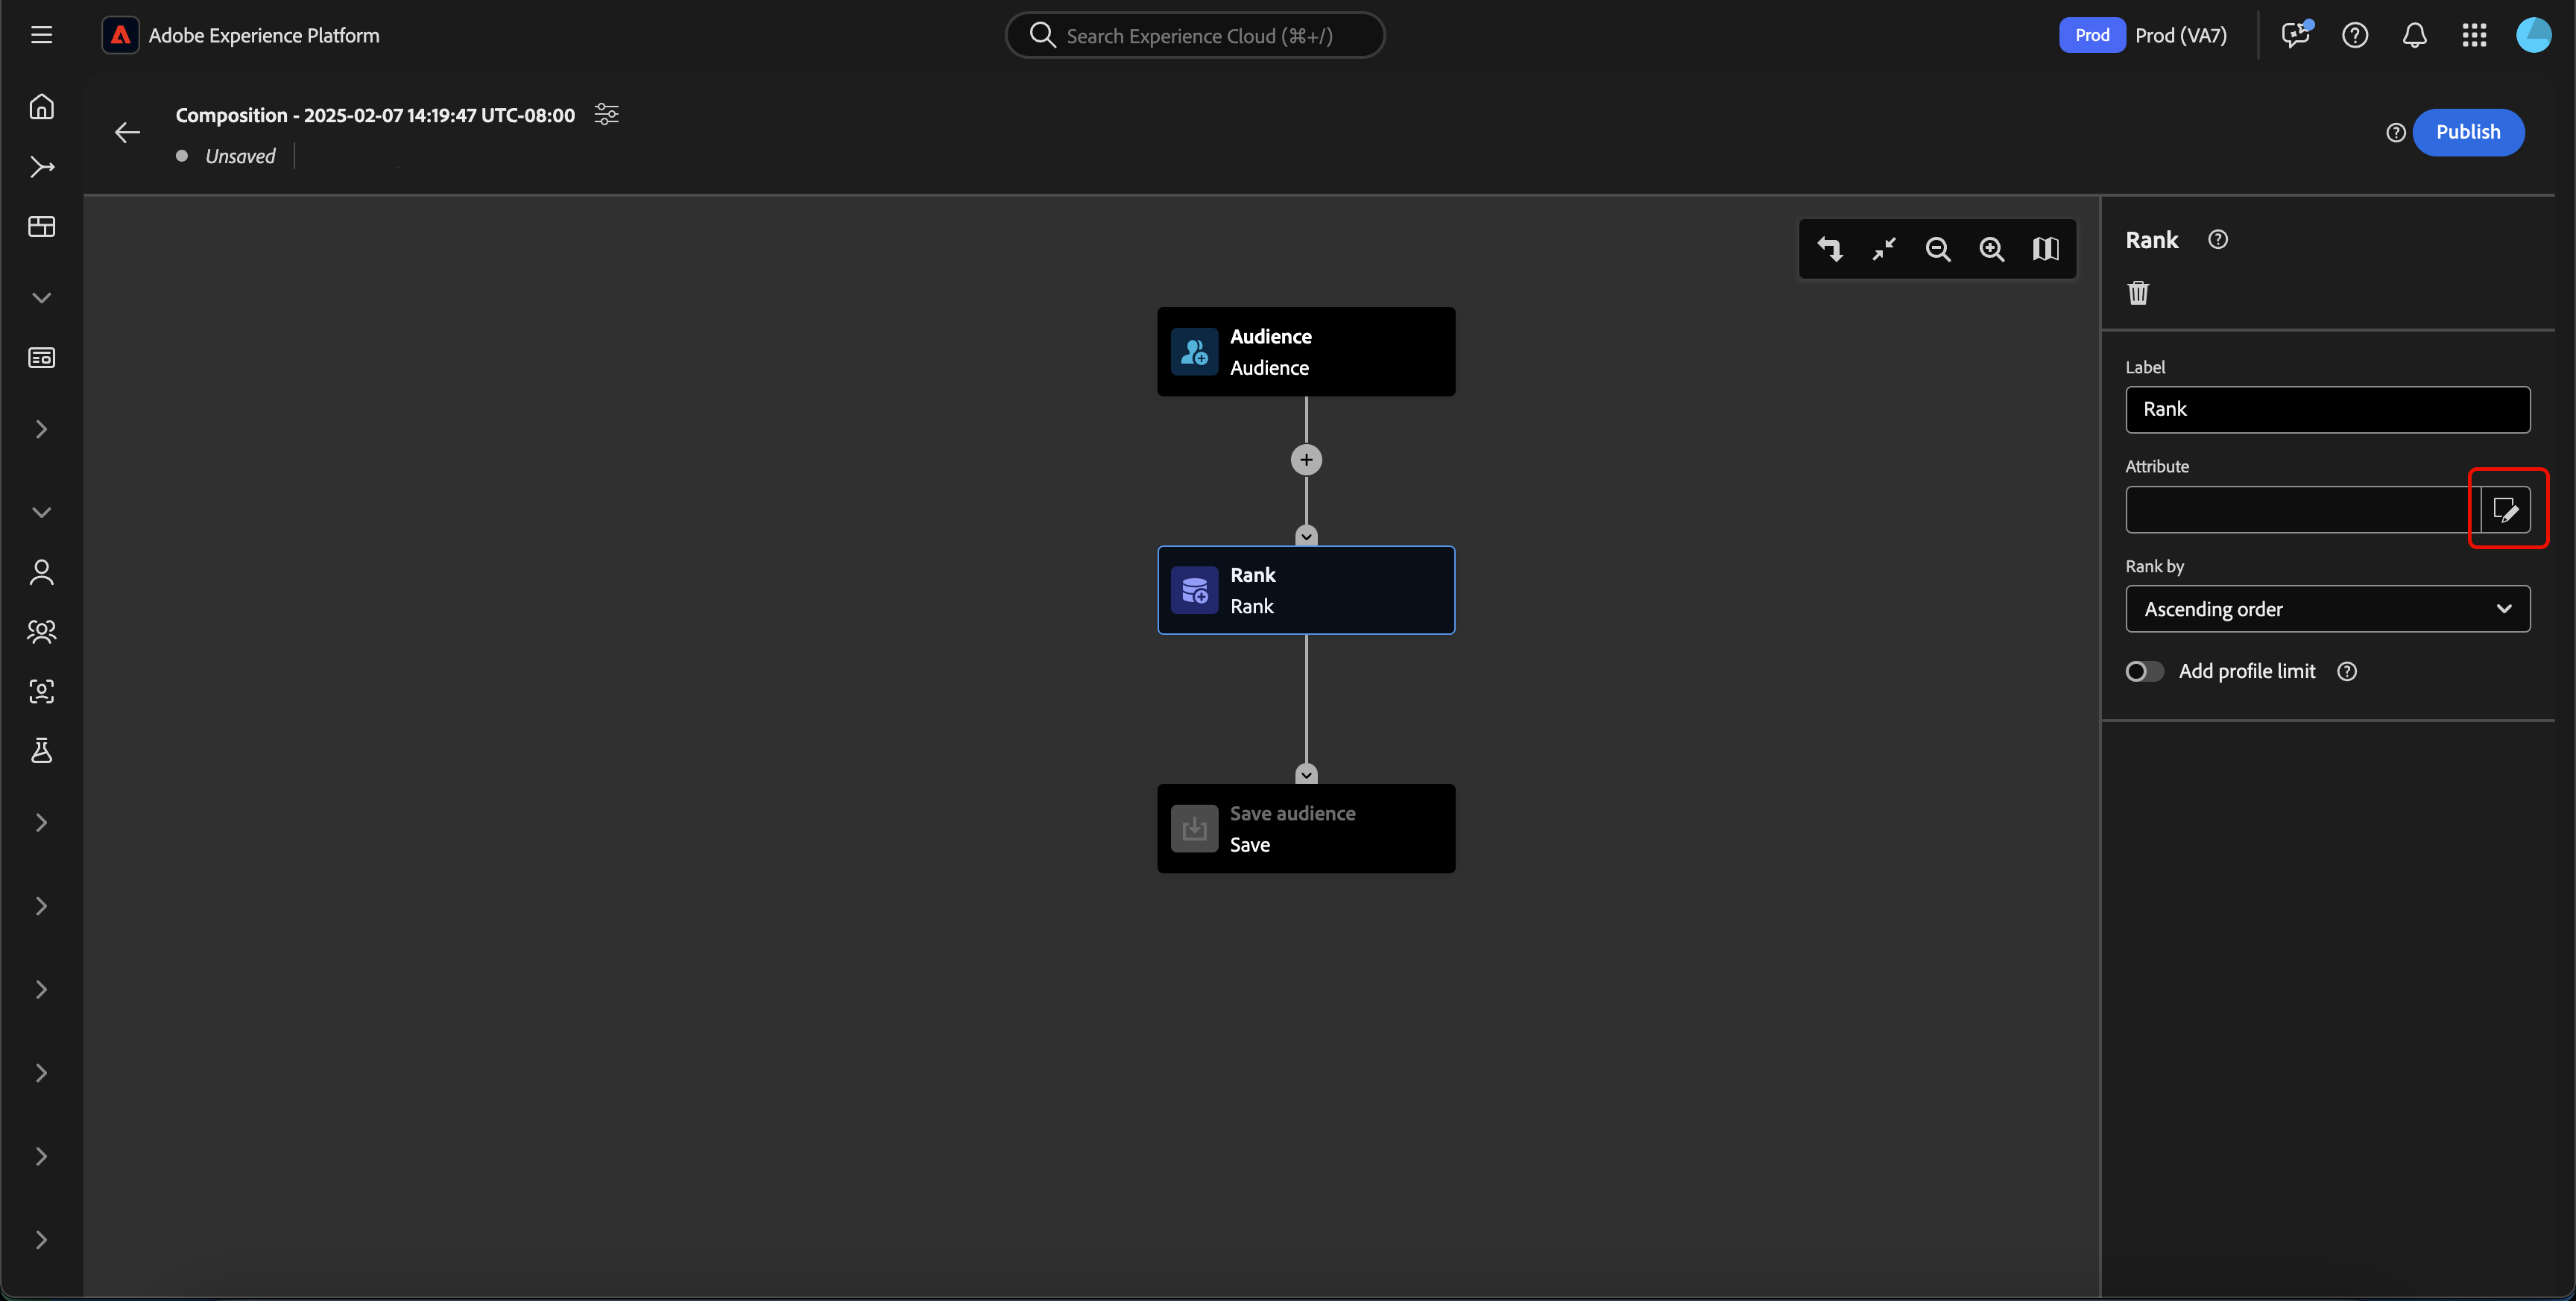 Adobe Experience Platform
Search Experience Cloud (⌘+/)
Prod
Prod (VA7)
Composition - 2025-02-07 14:19:47 UTC-08:00
Unsaved
Publish
Audience
Audience
Rank
Rank
Save audience
Save
Rank
Label
Rank
Attribute
Rank by
Ascending order
Add profile limit